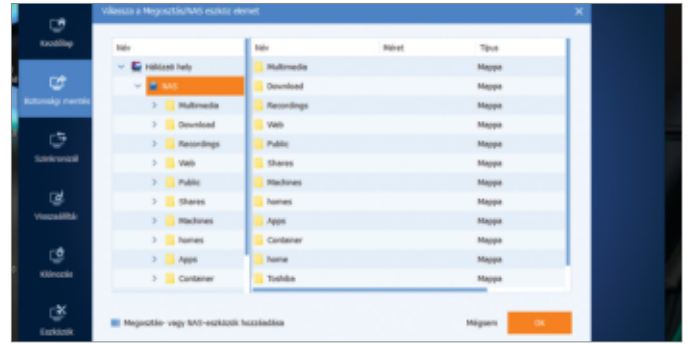 Válassza a Megosztás/NAS eszköz elemet
Kezdőlap
Biztonsági mentés
Szinkronizál
Visszaállítás
Klónozás
Eszközök
Név
Hálózati hely
NAS
Multimedia
Download
Recordings
Web
Public
Shares
Machines
homes
Apps
Container
Név Méret Típus
Multimedia Mappa
Download Mappa
Recordings Mappa
Web Mappa
Public Mappa
Shares Mappa
Machines Mappa
homes Mappa
Apps Mappa
Container Mappa
home Mappa
Toshiba Mappa
Megosztás- vagy NAS-eszközök hozzáadása
Mégsem OK